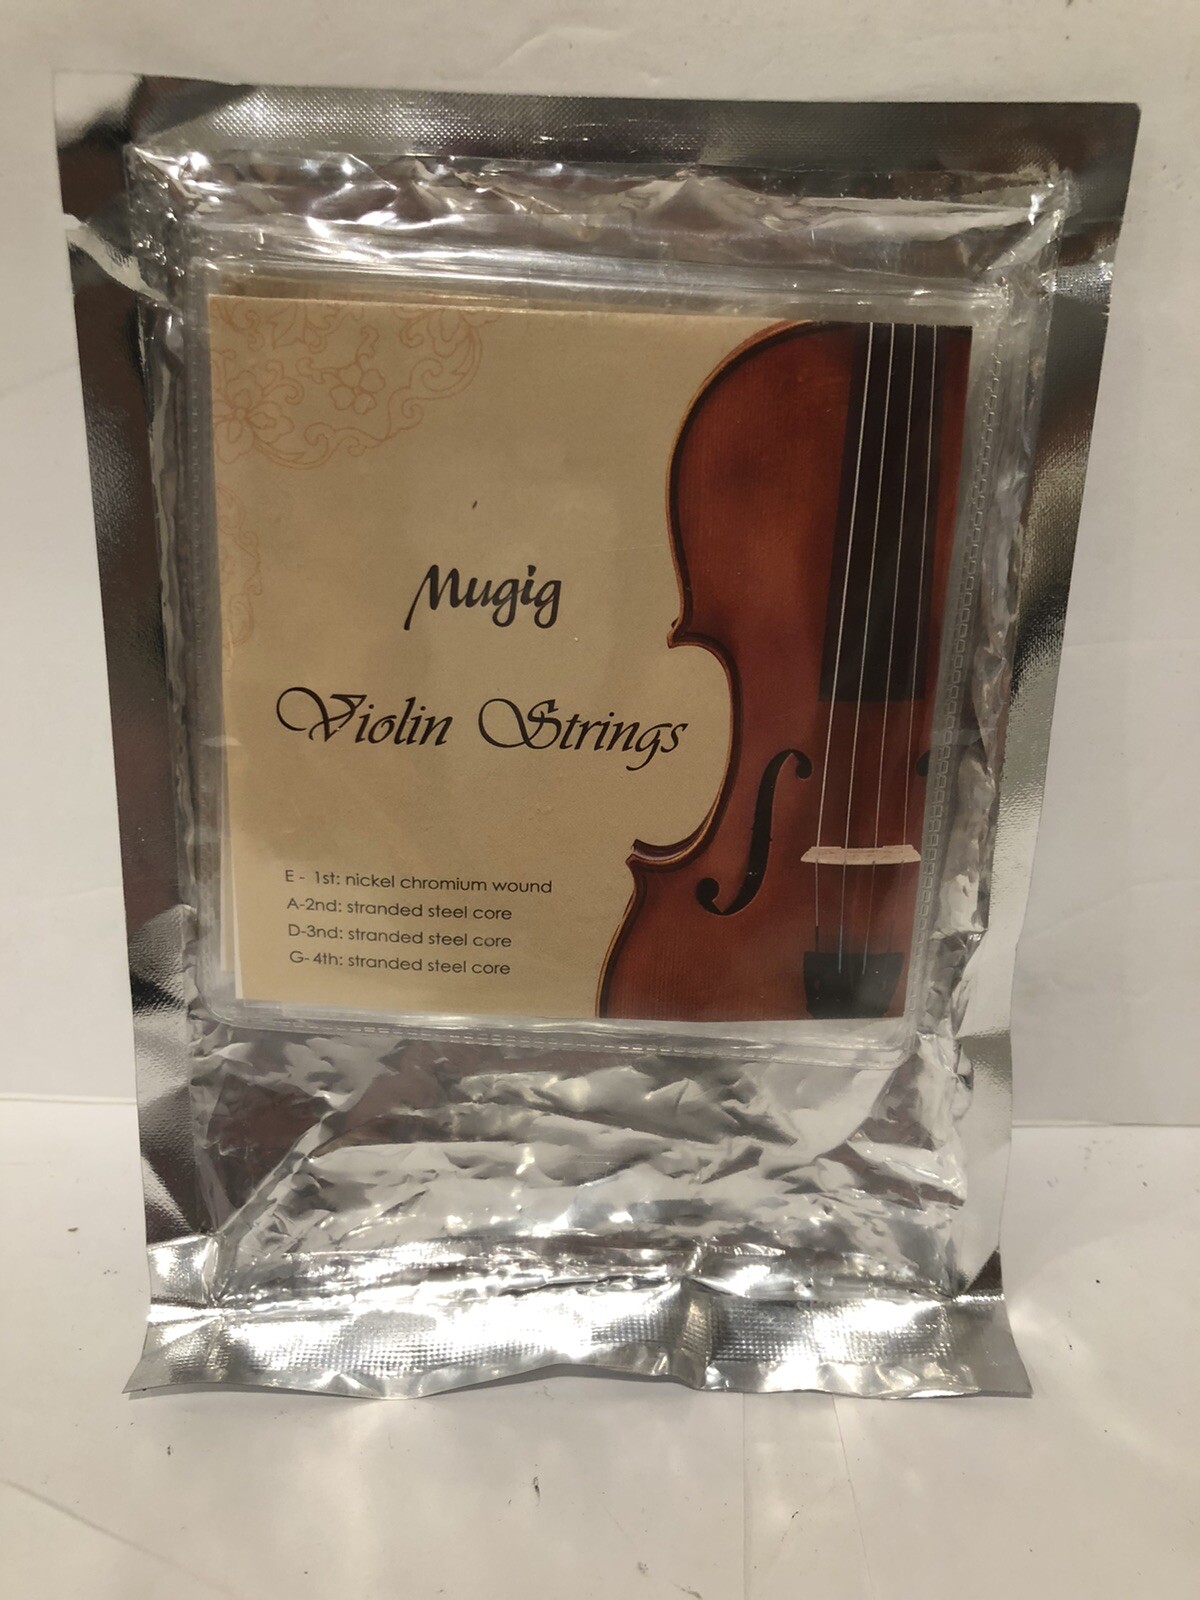 Mugig
Violin Strings
E - 1st: nickel chromium wound
A-2nd: stranded steel core
D-3nd: stranded steel core
G- 4th: stranded steel core